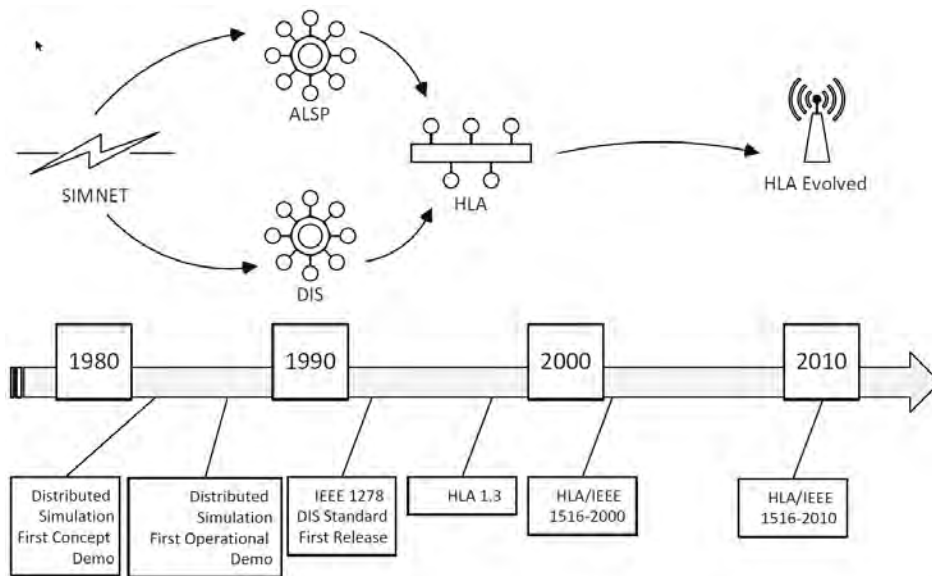 ALSP
SIMNET
HLA
HLA Evolved
DIS
1980
1990
2000
2010
Distributed
Simulation
First Concept
Demo
Distributed
Simulation
First Operational
Demo
IEEE 1278
DIS Standard
First Release
HLA 1.3
HLA/IEEE
1516-2000
HLA/IEEE
1516-2010